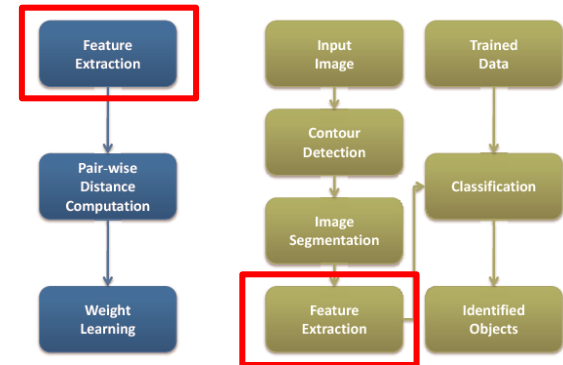 Feature
Extraction
Pair-wise
Distance
Computation
Weight
Learning
Input
Image
Contour
Detection
Image
Segmentation
Feature
Extraction
Trained
Data
Classification
Identified
Objects